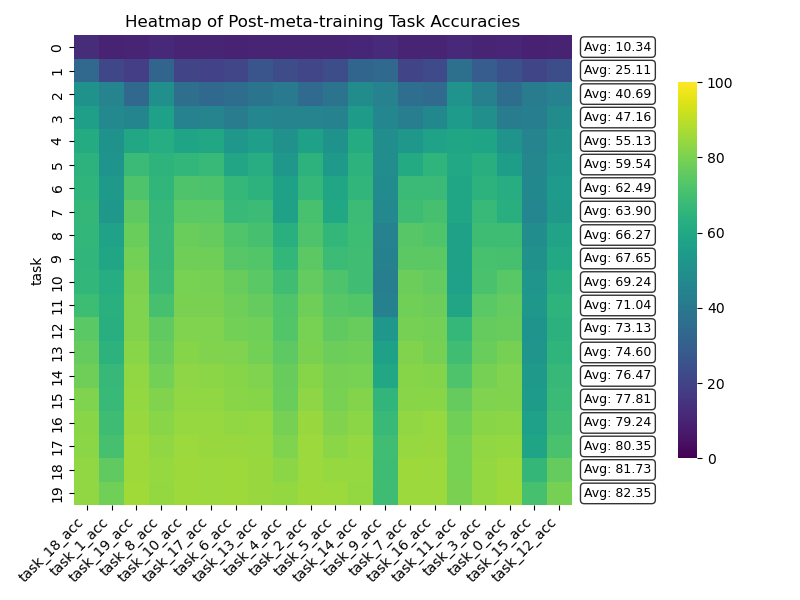 Heatmap of Post-meta-training Task Accuracies
task
0
1
2
3
4
5
6
7
8
9
10
11
12
13
14
15
16
17
18
19
Avg: 10.34
Avg: 25.11
Avg: 40.69
Avg: 47.16
Avg: 55.13
Avg: 59.54
Avg: 62.49
Avg: 63.90
Avg: 66.27
Avg: 67.65
Avg: 69.24
Avg: 71.04
Avg: 73.13
Avg: 74.60
Avg: 76.47
Avg: 77.81
Avg: 79.24
Avg: 80.35
Avg: 81.73
Avg: 82.35
100
80
60
40
20
0
task_18_acc
task_1_acc
task_19_acc
task_8_acc
task_10_acc
task_17_acc
task_6_acc
task_13_acc
task_4_acc
task_2_acc
task_5_acc
task_14_acc
task_9_acc
task_7_acc
task_16_acc
task_11_acc
task_3_acc
task_0_acc
task_15_acc
task_12_acc